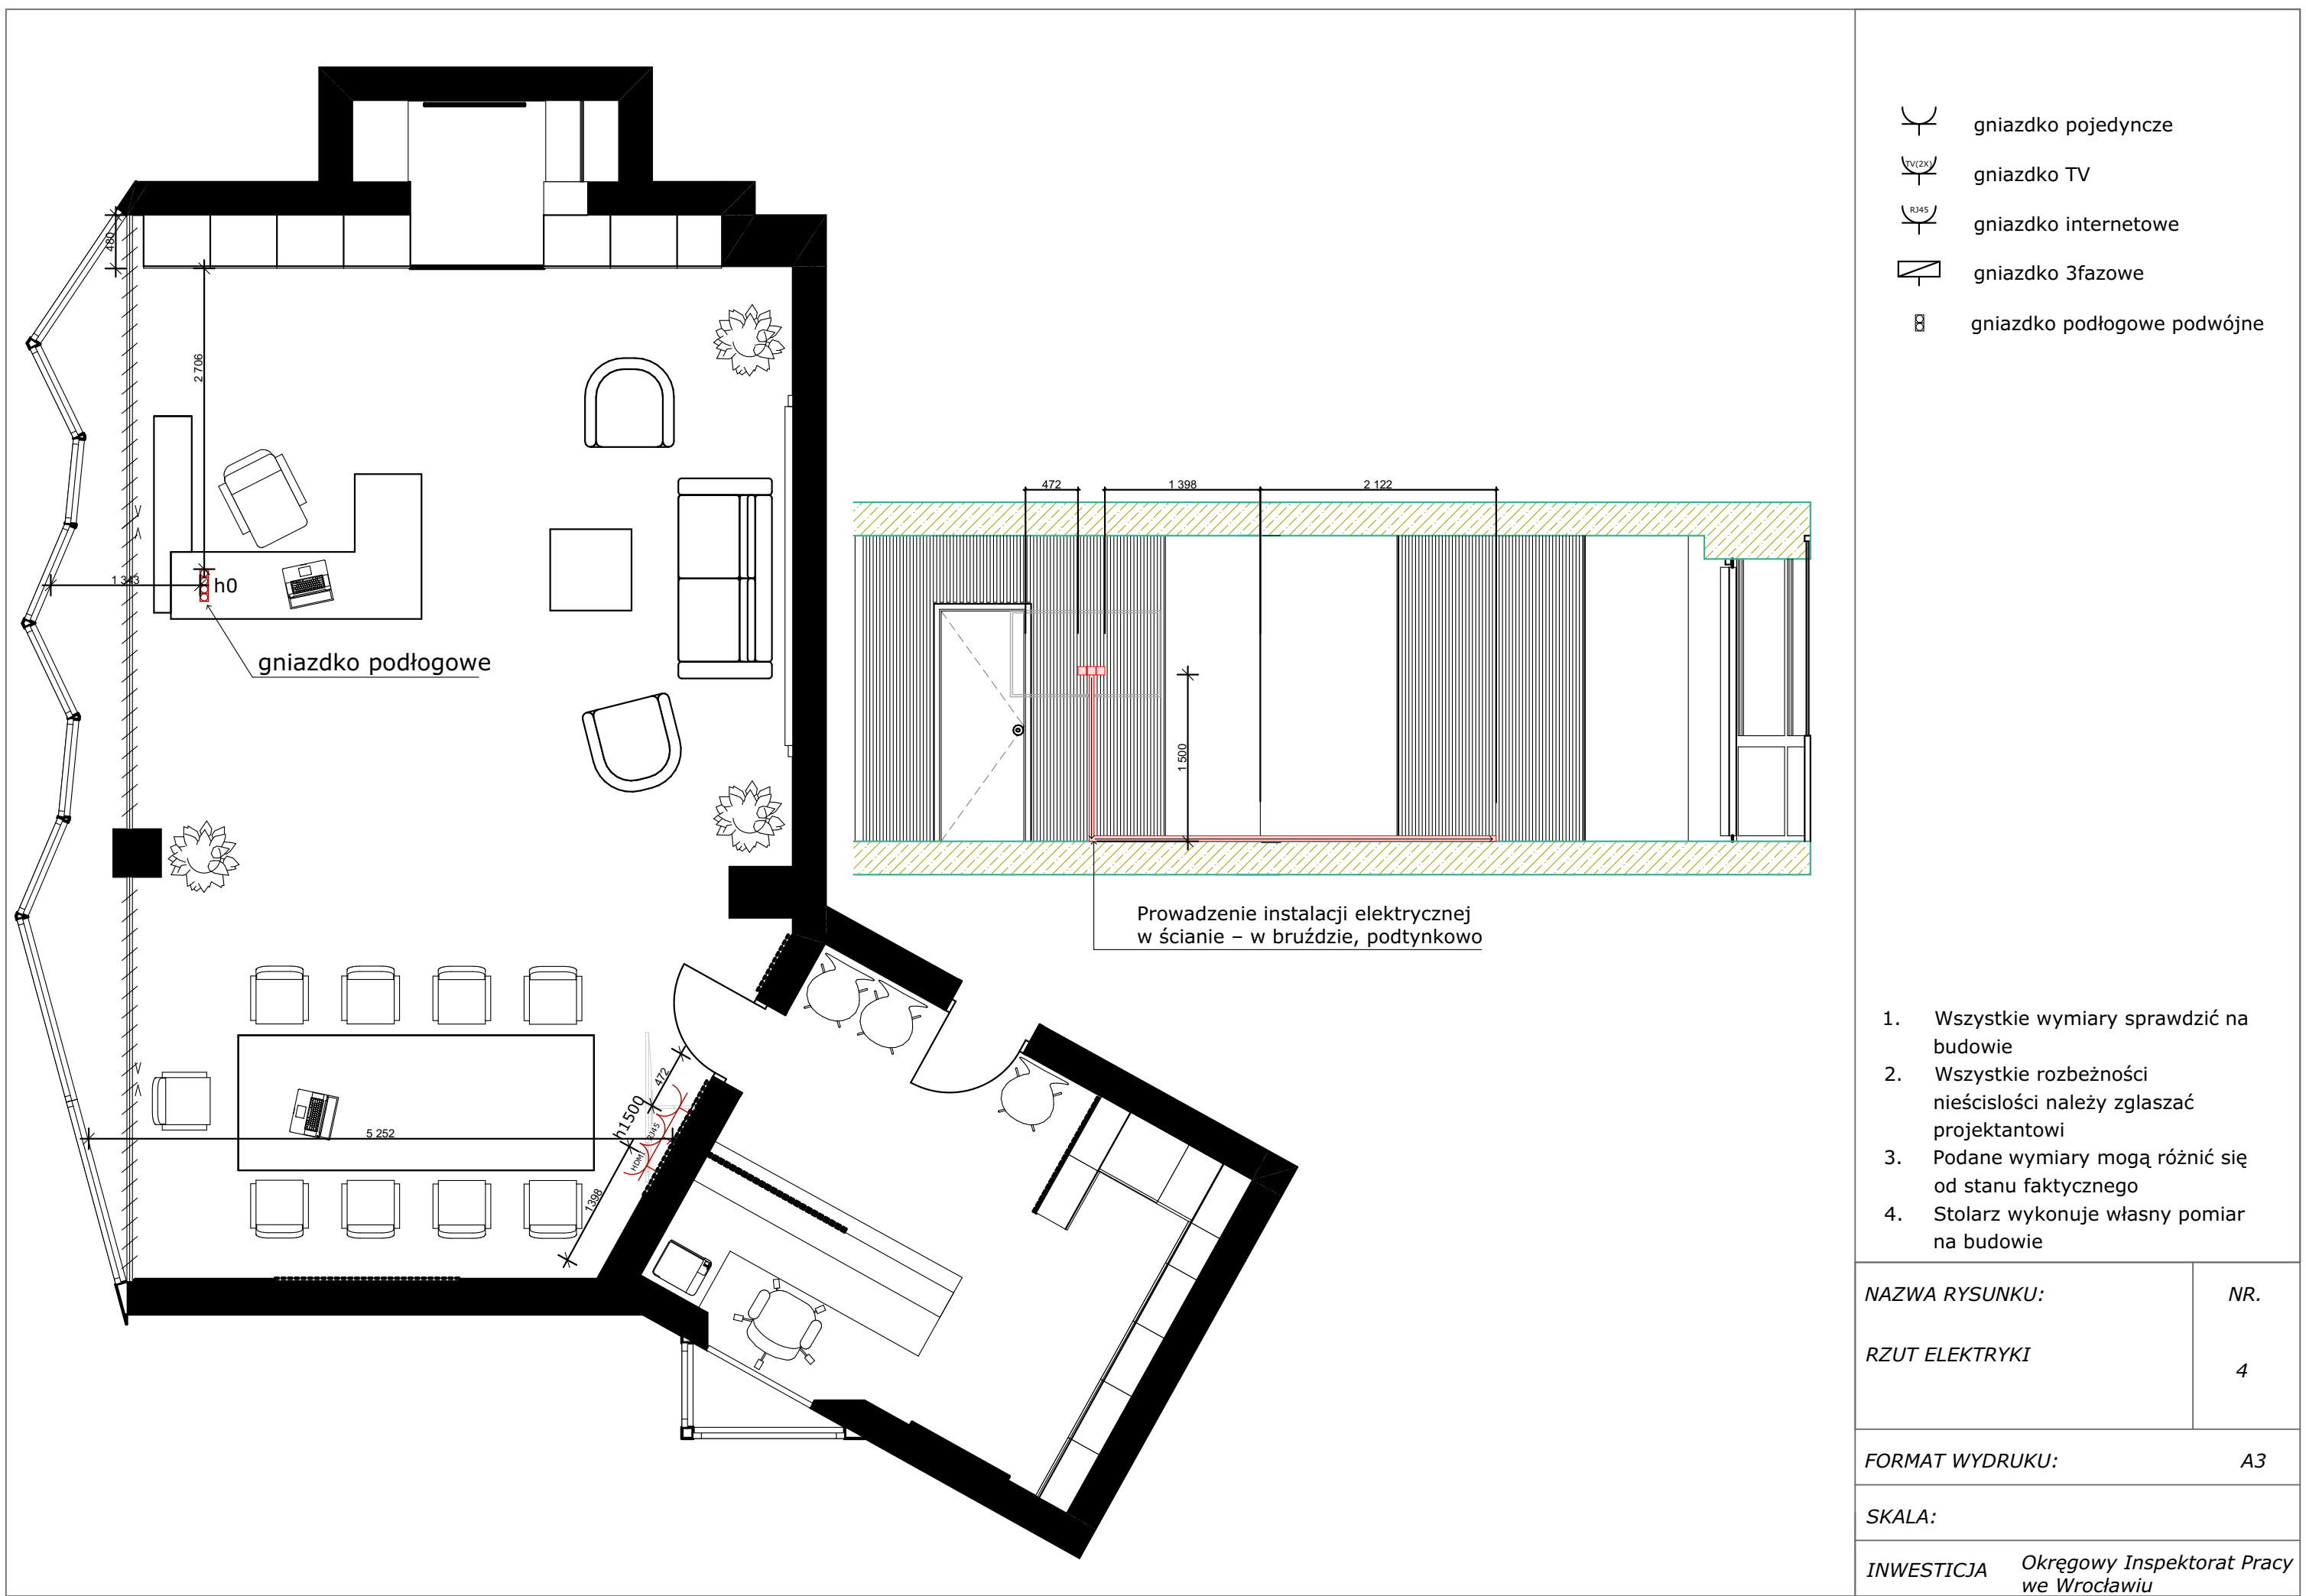 gniazdko pojedyncze
TV(2X)
gniazdko TV
RJ45
gniazdko internetowe
gniazdko 3fazowe
gniazdko podłogowe podwójne
480
2 706
1 343
h0
gniazdko podłogowe
472
1 398
2 122
1 500
Prowadzenie instalacji elektrycznej
w ścianie – w bruździe, podtynkowo
5 252
472
h1500
RJ45
HDMI
1398
1. Wszystkie wymiary sprawdzić na
budowie
2. Wszystkie rozbeżności
nieścislości należy zglaszać
projektantowi
3. Podane wymiary mogą różnić się
od stanu faktycznego
4. Stolarz wykonuje własny pomiar
na budowie
NAZWA RYSUNKU:
NR.
RZUT ELEKTRYKI
4
FORMAT WYDRUKU: A3
SKALA:
INWESTICJA Okręgowy Inspektorat Pracy
we Wrocławiu